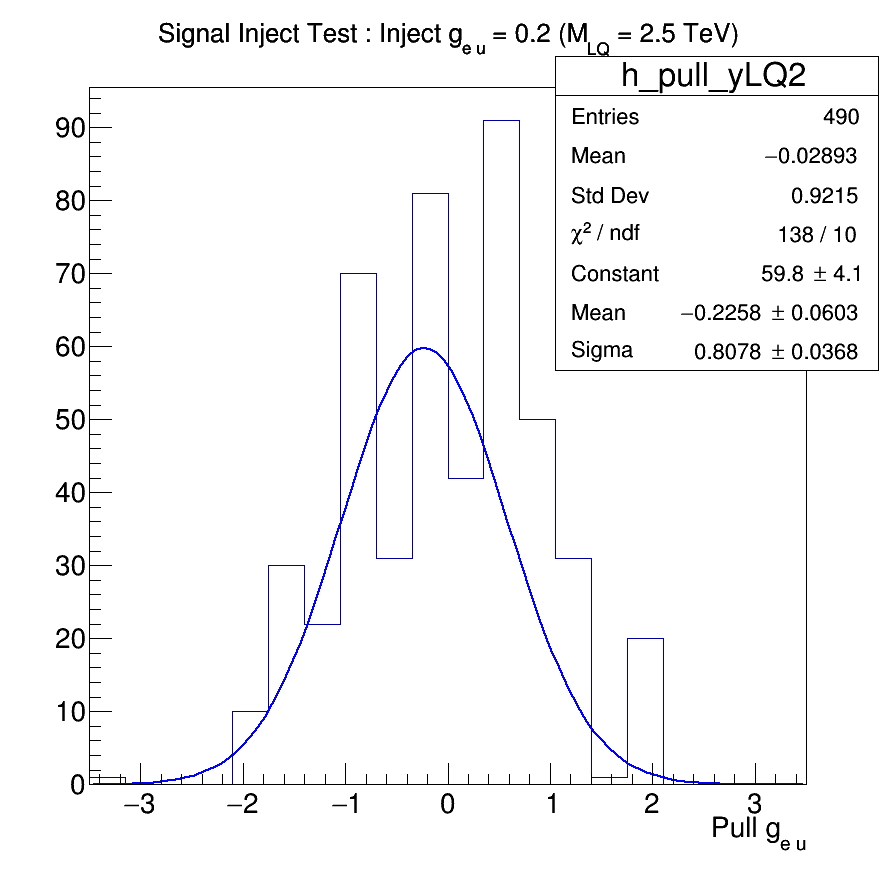 Signal Inject Test : Inject g_{e u} = 0.2 (M_{LQ} = 2.5 TeV)
h_pull_yLQ2
Entries 490
Mean −0.02893
Std Dev 0.9215
χ² / ndf 138 / 10
Constant 59.8 ± 4.1
Mean −0.2258 ± 0.0603
Sigma 0.8078 ± 0.0368
90
80
70
60
50
40
30
20
10
0
−3 −2 −1 0 1 2 3
Pull g_{e u}